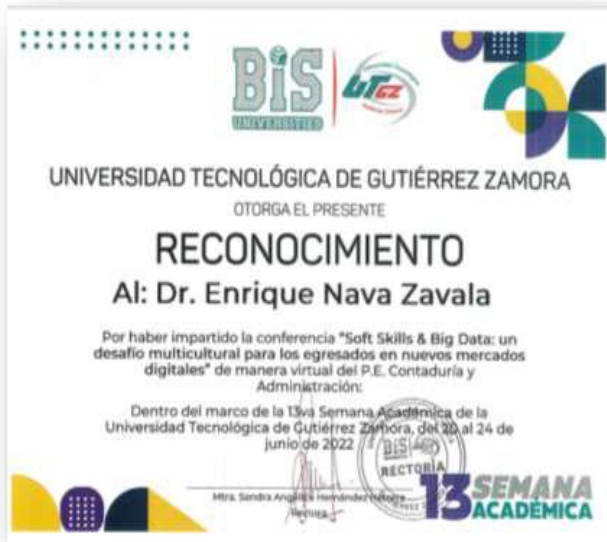 BiS
UNIVERSITIES
UTGZ
UNIVERSIDAD TECNOLÓGICA DE GUTIÉRREZ ZAMORA
OTORGA EL PRESENTE
RECONOCIMIENTO
Al: Dr. Enrique Nava Zavala
Por haber impartido la conferencia "Soft Skills & Big Data: un
desafío multicultural para los egresados en nuevos mercados
digitales" de manera virtual del P.E. Contaduría y
Administración:
Dentro del marco de la 13va Semana Académica de la
Universidad Tecnológica de Gutiérrez Zamora, del 20 al 24 de
junio de 2022
BiS
RECTORÍA
Mtra. Sandra Angélica Hernández
Rectora
13 SEMANA
ACADÉMICA